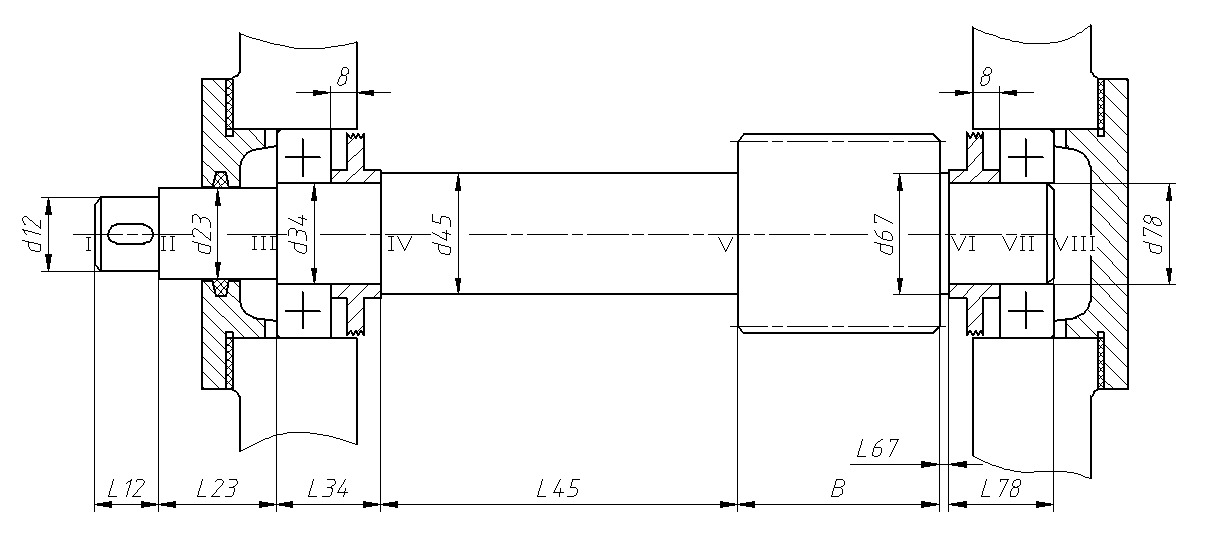 8
8
d12
I
II
d23
III
d34
IV
d45
V
d67
VI
VII
VIII
d78
L67
L12
L23
L34
L45
B
L78